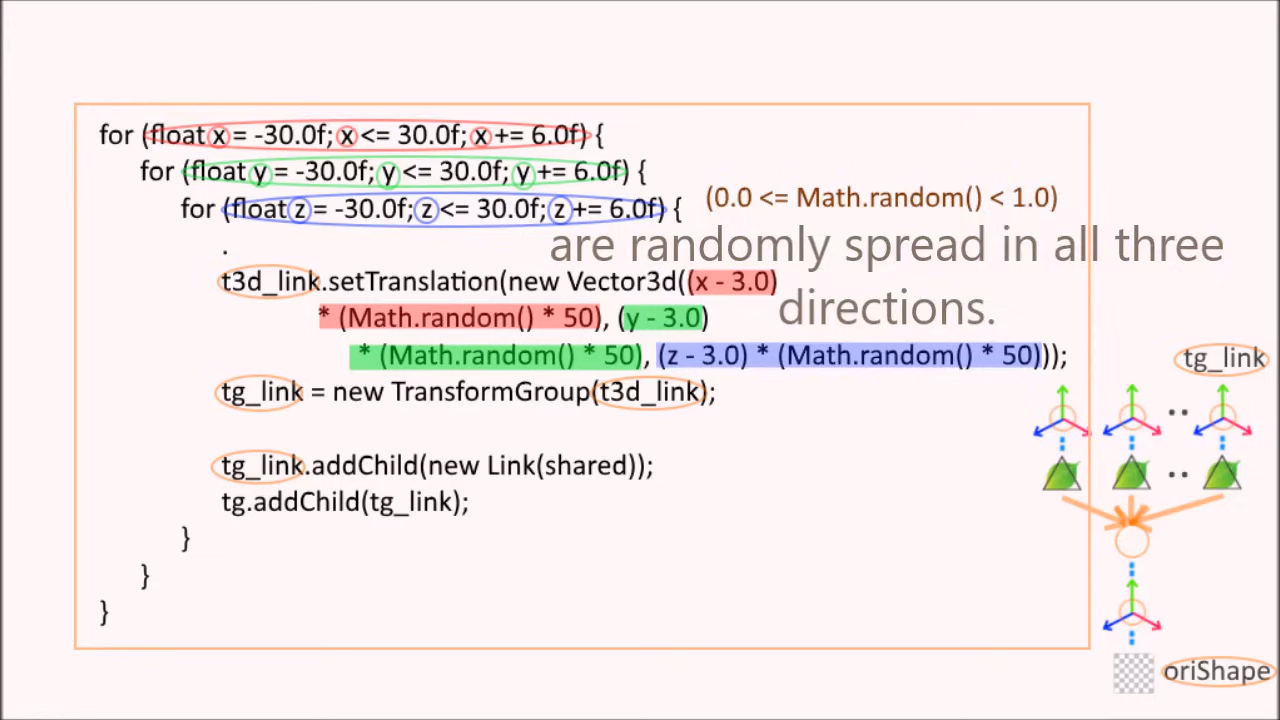 for (float x = -30.0f; x <= 30.0f; x += 6.0f) {
for (float y = -30.0f; y <= 30.0f; y += 6.0f) {
for (float z = -30.0f; z <= 30.0f; z += 6.0f) {
(0.0 <= Math.random() < 1.0)
.
are randomly spread in all three
directions.
t3d_link.setTranslation(new Vector3d((x - 3.0)
* (Math.random() * 50), (y - 3.0)
* (Math.random() * 50), (z - 3.0) * (Math.random() * 50)));
tg_link = new TransformGroup(t3d_link);
tg_link.addChild(new Link(shared));
tg.addChild(tg_link);
}
}
}
tg_link
..
..
oriShape